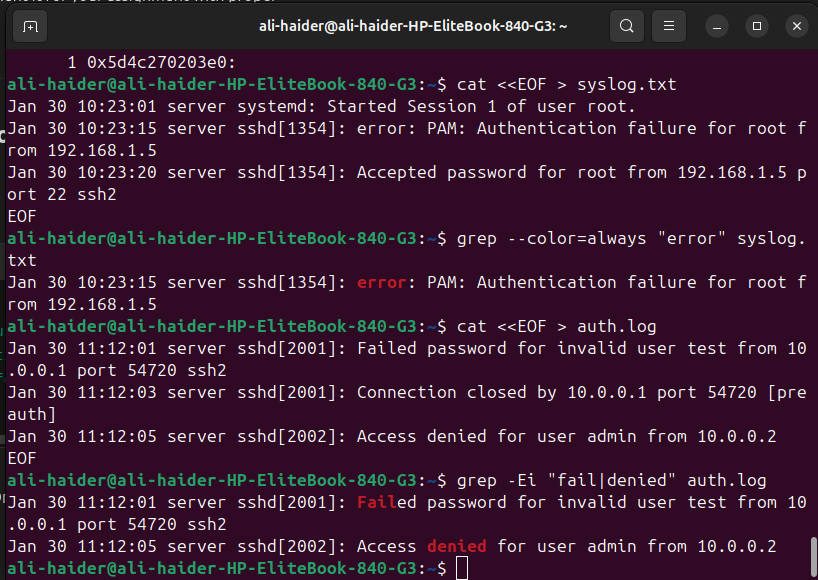 ali-haider@ali-haider-HP-EliteBook-840-G3: ~
1 0x5d4c270203e0:
ali-haider@ali-haider-HP-EliteBook-840-G3:~$ cat <<EOF > syslog.txt
Jan 30 10:23:01 server systemd: Started Session 1 of user root.
Jan 30 10:23:15 server sshd[1354]: error: PAM: Authentication failure for root f
rom 192.168.1.5
Jan 30 10:23:20 server sshd[1354]: Accepted password for root from 192.168.1.5 p
ort 22 ssh2
EOF
ali-haider@ali-haider-HP-EliteBook-840-G3:~$ grep --color=always "error" syslog.
txt
Jan 30 10:23:15 server sshd[1354]: error: PAM: Authentication failure for root f
rom 192.168.1.5
ali-haider@ali-haider-HP-EliteBook-840-G3:~$ cat <<EOF > auth.log
Jan 30 11:12:01 server sshd[2001]: Failed password for invalid user test from 10
.0.0.1 port 54720 ssh2
Jan 30 11:12:03 server sshd[2001]: Connection closed by 10.0.0.1 port 54720 [pre
auth]
Jan 30 11:12:05 server sshd[2002]: Access denied for user admin from 10.0.0.2
EOF
ali-haider@ali-haider-HP-EliteBook-840-G3:~$ grep -Ei "fail|denied" auth.log
Jan 30 11:12:01 server sshd[2001]: Failed password for invalid user test from 10
.0.0.1 port 54720 ssh2
Jan 30 11:12:05 server sshd[2002]: Access denied for user admin from 10.0.0.2
ali-haider@ali-haider-HP-EliteBook-840-G3:~$